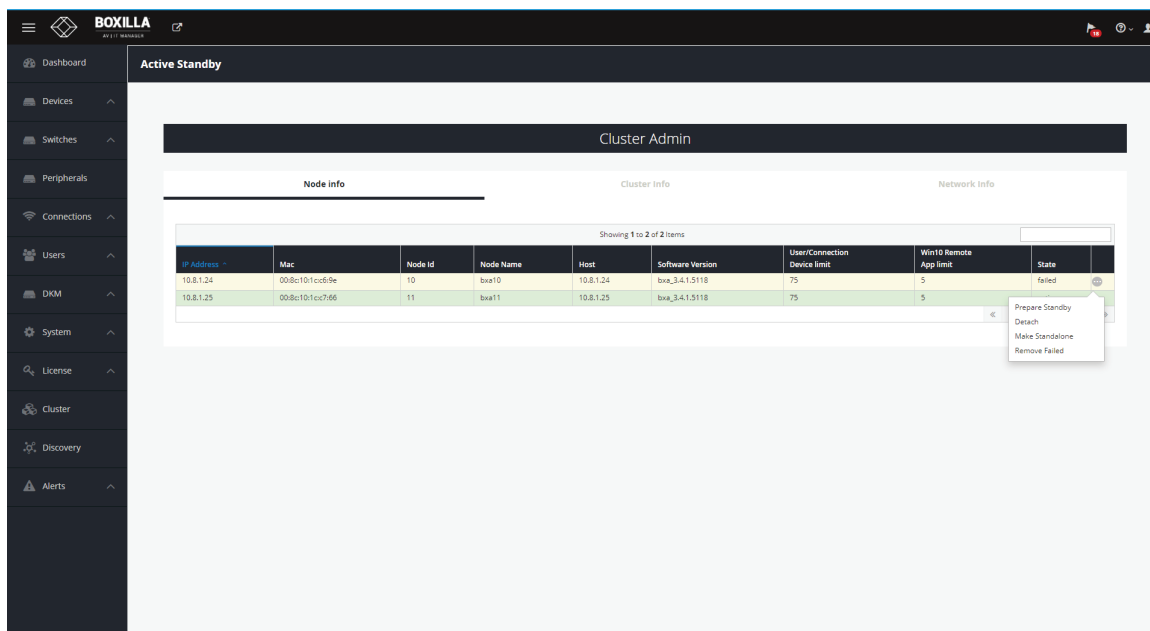 BOXILLA
AV | IT MANAGER
18
Dashboard
Active Standby
Devices
Switches
Cluster Admin
Peripherals
Node info
Cluster Info
Network Info
Connections
Showing 1 to 2 of 2 Items
Users
IP Address Mac Node Id Node Name Host Software Version User/Connection Device limit Win10 Remote App limit State
10.8.1.24 00:8c:10:1c:c6:9e 10 bxa10 10.8.1.24 bxa_3.4.1.5118 75 5 failed
DKM
10.8.1.25 00:8c:10:1c:c7:66 11 bxa11 10.8.1.25 bxa_3.4.1.5118 75 5
Prepare Standby
Detach
Make Standalone
Remove Failed
System
License
Cluster
Discovery
Alerts